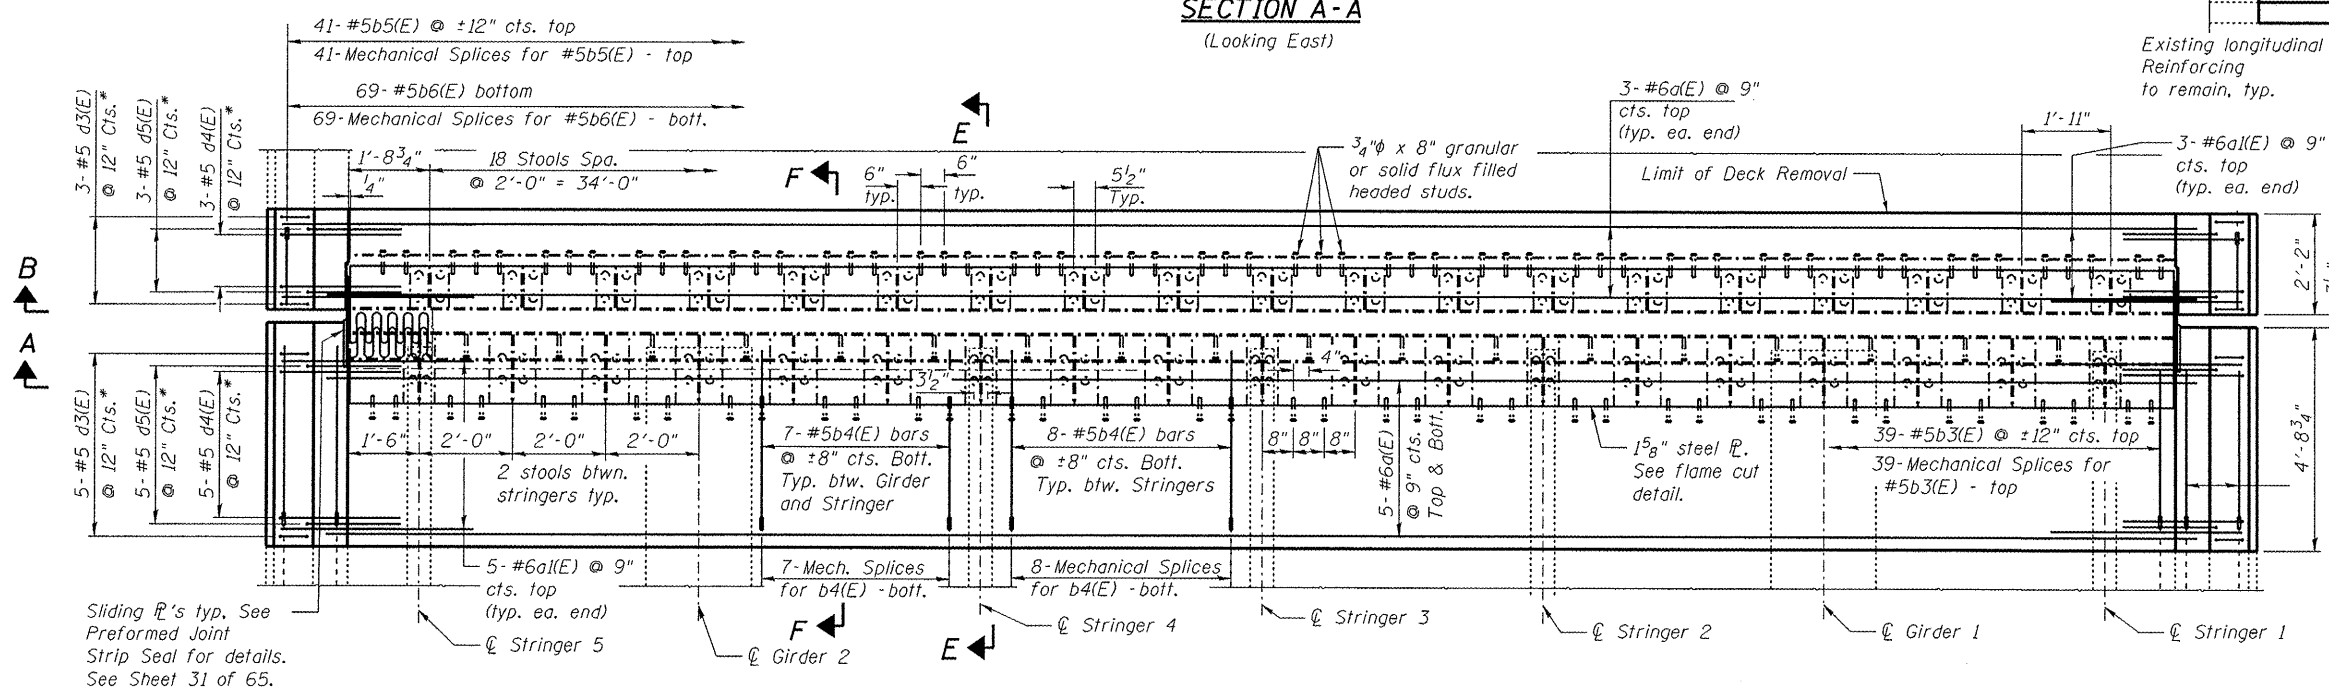 SECTION A-A
(Looking East)
41- #5b5(E) @ ±12" cts. top
41-Mechanical Splices for #5b5(E) - top
69- #5b6(E) bottom
69-Mechanical Splices for #5b6(E) - bott.
3- #5 d3(E)
@ 12" Cts.*
3- #5 d5(E)
@ 12" Cts.*
3- #5 d4(E)
@ 12" Cts.*
1'-8 3/4"
1/4"
18 Stools Spa.
@ 2'-0" = 34'-0"
E
F
6"
typ.
6"
typ.
5 1/2"
Typ.
3/4"φ x 8" granular
or solid flux filled
headed studs.
3- #6a(E) @ 9"
cts. top
(typ. ea. end)
Limit of Deck Removal
Existing longitudinal
Reinforcing
to remain, typ.
1'-11"
3- #6a1(E) @ 9"
cts. top
(typ. ea. end)
2'-2"
B
A
5- #5 d3(E)
@ 12" Cts.*
5- #5 d5(E)
@ 12" Cts.*
5- #5 d4(E)
@ 12" Cts.*
3 1/2"
4"
1'-6"
2'-0"
2'-0"
2'-0"
2 stools btwn.
stringers typ.
7- #5b4(E) bars
@ ±8" cts. Bott.
Typ. btw. Girder
and Stringer
8- #5b4(E) bars
@ ±8" cts. Bott.
Typ. btw. Stringers
8"
8"
8"
5- #6a(E)
@ 9" cts.
Top & Bott.
1 5/8" steel ℙ.
See flame cut
detail.
39- #5b3(E) @ ±12" cts. top
39-Mechanical Splices for
#5b3(E) - top
4'-8 3/4"
5- #6a1(E) @ 9"
cts. top
(typ. ea. end)
7-Mech. Splices
for b4(E) -bott.
8-Mechanical Splices
for b4(E) -bott.
Sliding ℙ's typ, See
Preformed Joint
Strip Seal for details.
See Sheet 31 of 65.
℄ Stringer 5
℄ Girder 2
F
E
℄ Stringer 4
℄ Stringer 3
℄ Stringer 2
℄ Girder 1
℄ Stringer 1